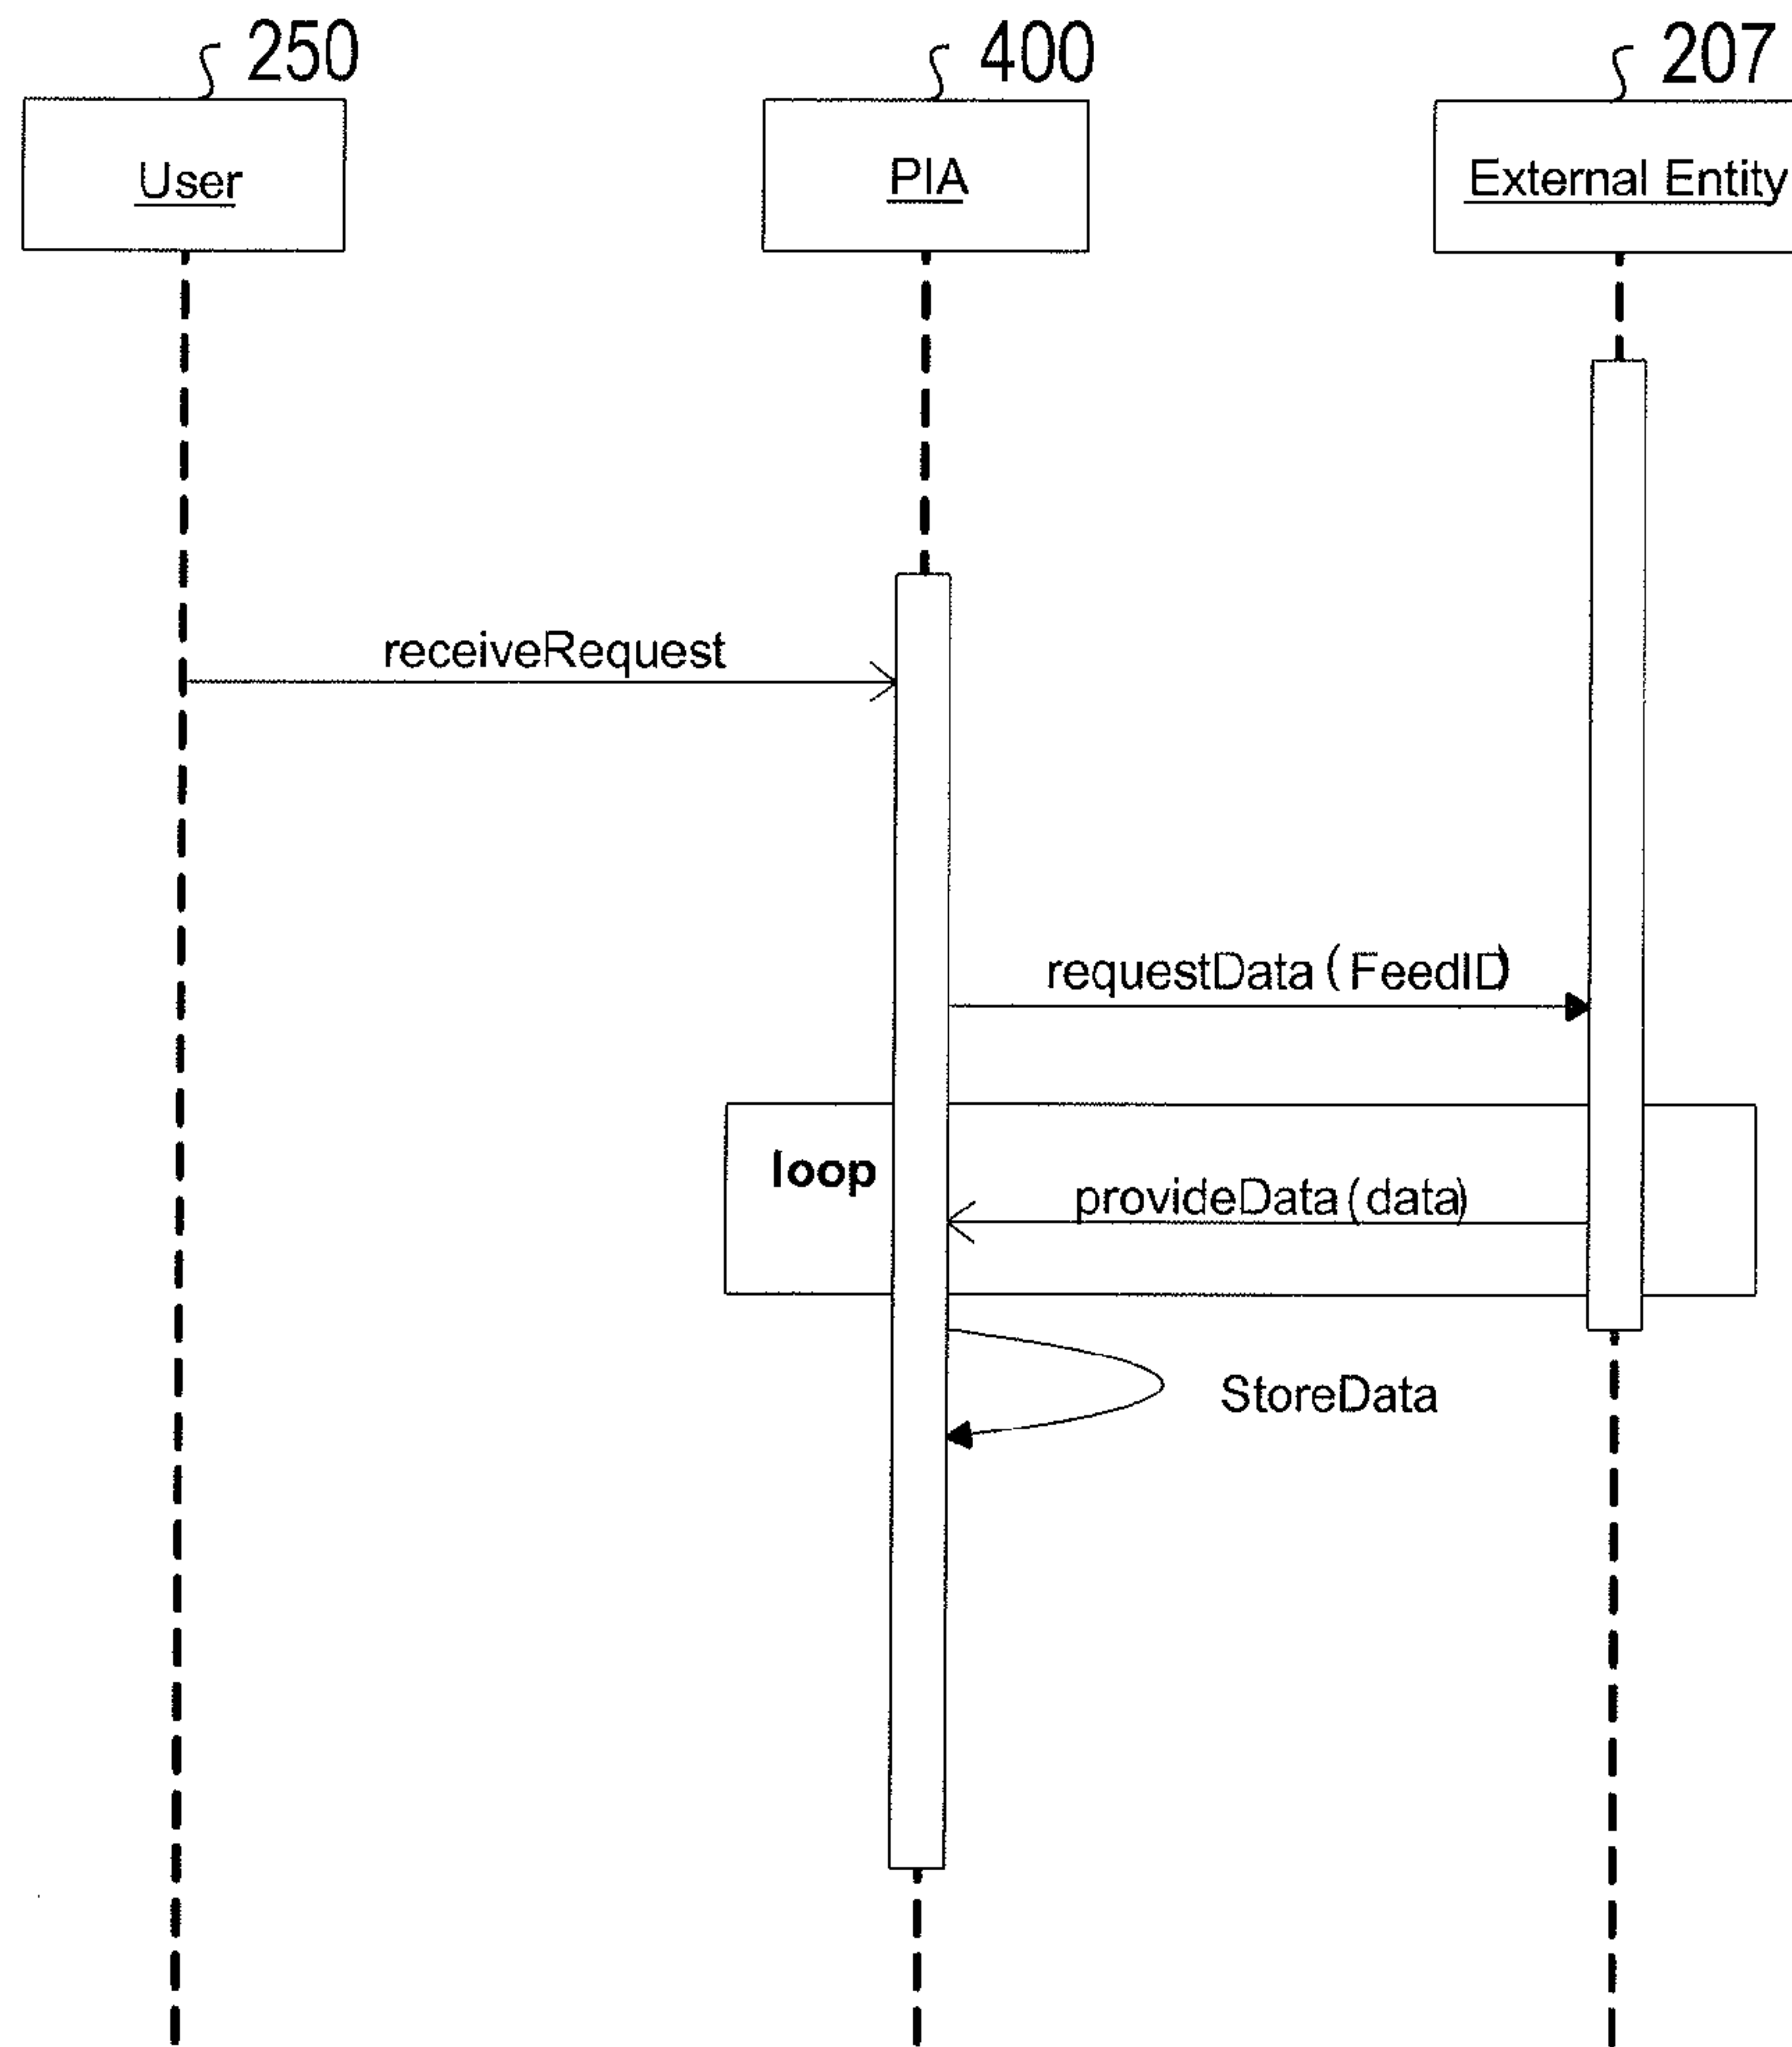 250
400
207
User
PIA
External Entity
receiveRequest
requestData (FeedID)
loop
provideData (data)
StoreData